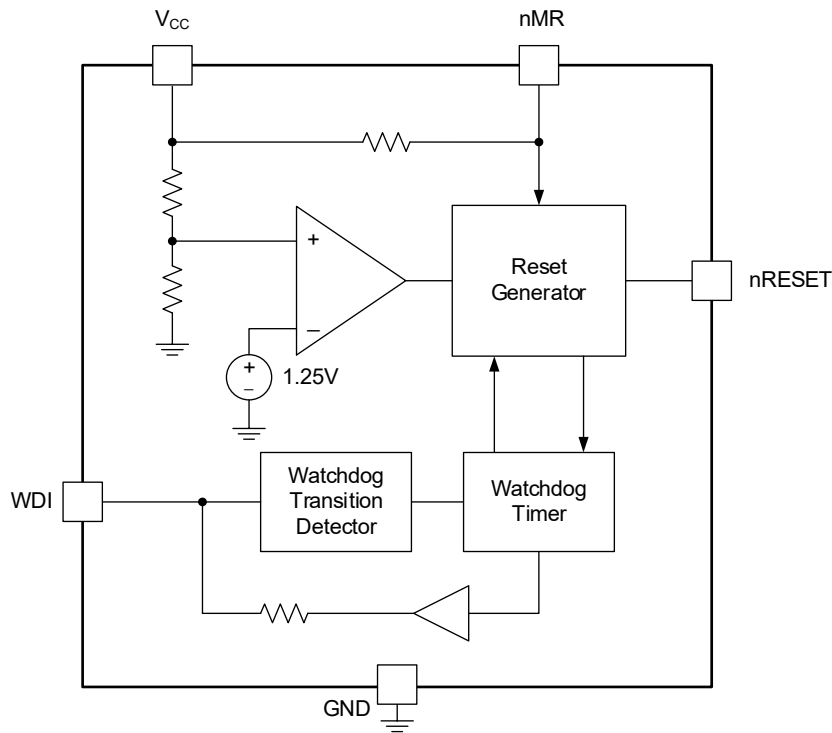 VCC
nMR
+
−
Reset
Generator
nRESET
+
−
1.25V
WDI
Watchdog
Transition
Detector
Watchdog
Timer
GND